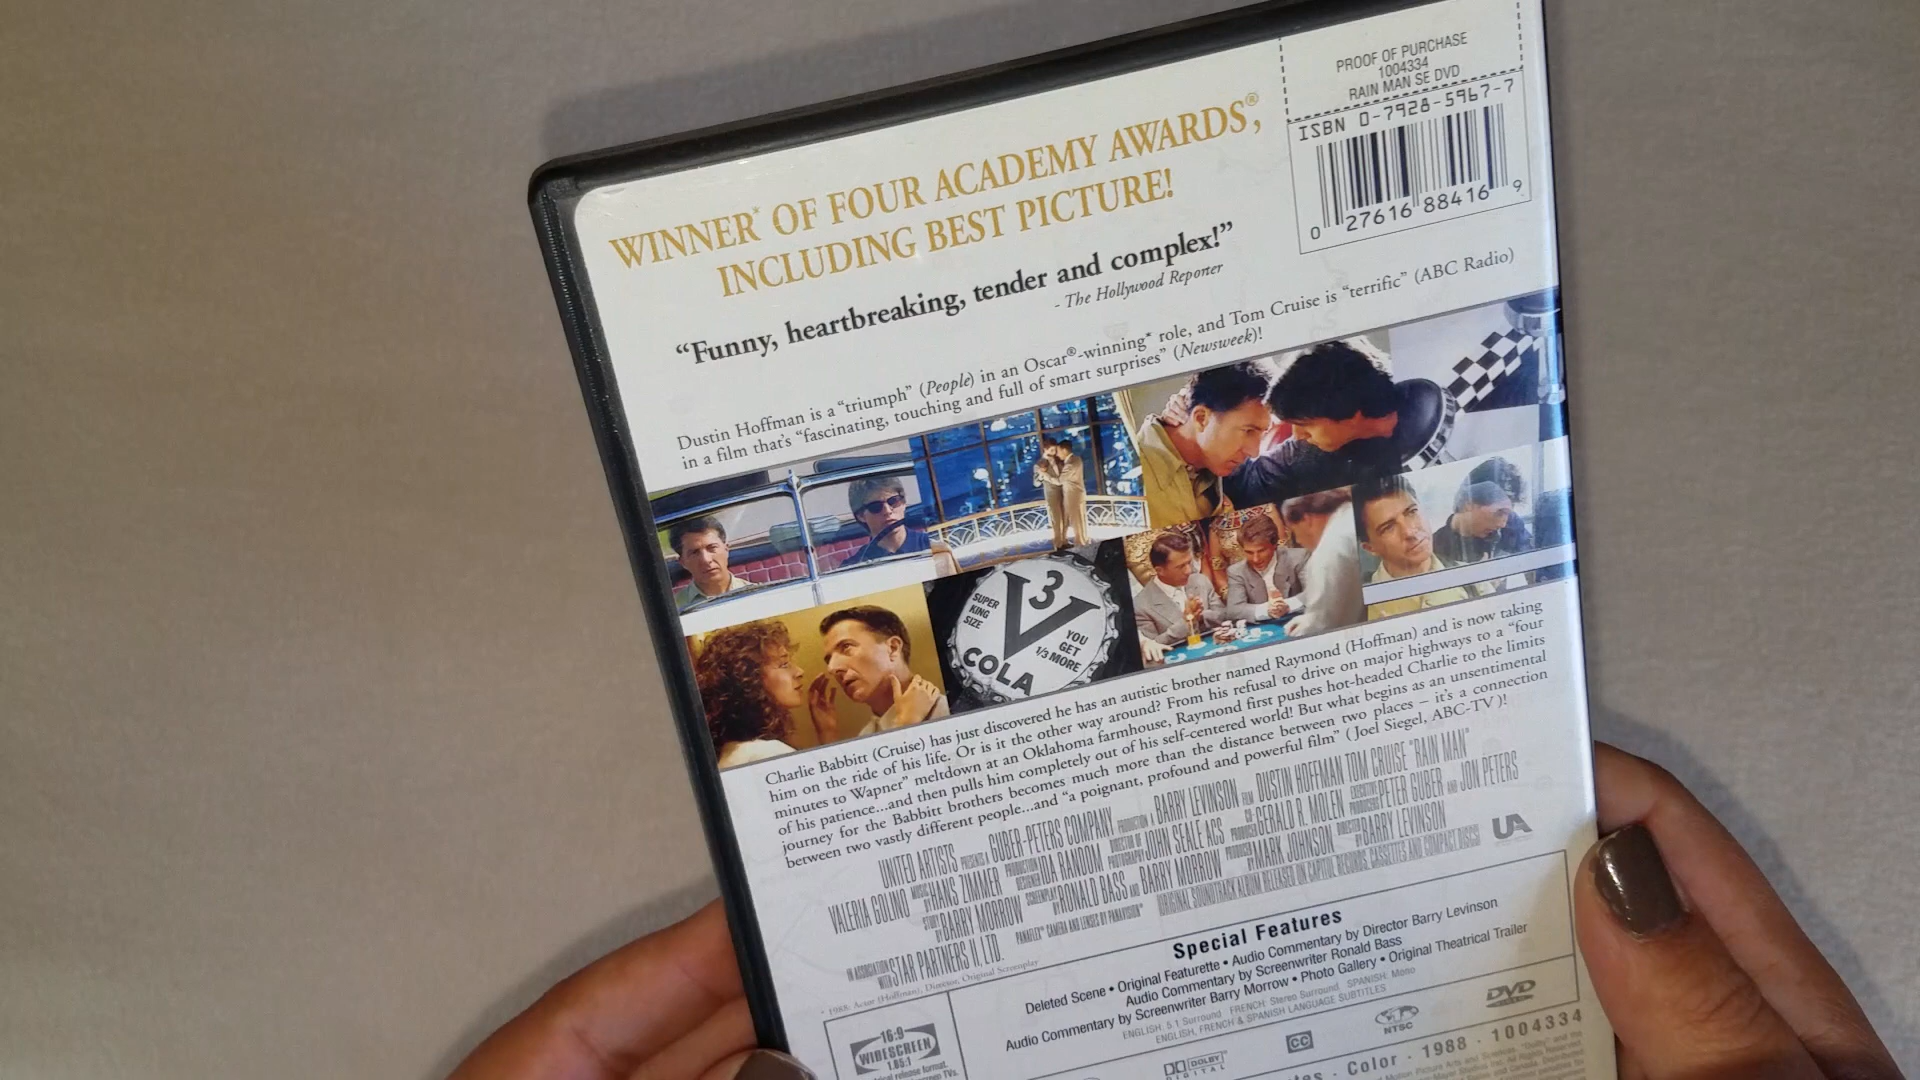 PROOF OF PURCHASE
1004334
RAIN MAN SE DVD
ISBN 0-7928-5967-7
0 27616 88416 9
WINNER* OF FOUR ACADEMY AWARDS®,
INCLUDING BEST PICTURE!
“Funny, heartbreaking, tender and complex!”
- The Hollywood Reporter
Dustin Hoffman is a “triumph” (People) in an Oscar®-winning* role, and Tom Cruise is “terrific” (ABC Radio)
in a film that's “fascinating, touching and full of smart surprises” (Newsweek)!
SUPER
KING
SIZE
3
V
YOU
GET
1/3 MORE
COLA
Charlie Babbitt (Cruise) has just discovered he has an autistic brother named Raymond (Hoffman) and is now taking
him on the ride of his life. Or is it the other way around? From his refusal to drive on major highways to a “four
minutes to Wapner” meltdown at an Oklahoma farmhouse, Raymond first pushes hot-headed Charlie to the limits
of his patience...and then pulls him completely out of his self-centered world! But what begins as an unsentimental
journey for the Babbitt brothers becomes much more than the distance between two places – it's a connection
between two vastly different people...and “a poignant, profound and powerful film” (Joel Siegel, ABC-TV)!
UNITED ARTISTS PRESENTS A GUBER-PETERS COMPANY PRODUCTION A BARRY LEVINSON FILM DUSTIN HOFFMAN TOM CRUISE "RAIN MAN"
VALERIA GOLINO MUSIC BY HANS ZIMMER PRODUCTION DESIGNER IDA RANDOM DIRECTOR OF PHOTOGRAPHY JOHN SEALE ACS CO-PRODUCER GERALD R. MOLEN EXECUTIVE PRODUCERS PETER GUBER AND JON PETERS
STORY BY BARRY MORROW SCREENPLAY BY RONALD BASS AND BARRY MORROW PRODUCED BY MARK JOHNSON DIRECTED BY BARRY LEVINSON
IN ASSOCIATION WITH STAR PARTNERS II, LTD. PANAFLEX® CAMERA AND LENSES BY PANAVISION® ORIGINAL SOUNDTRACK ALBUM RELEASED ON CAPITOL RECORDS, CASSETTES AND COMPACT DISCS!
UA
* 1988: Actor (Hoffman), Director, Original Screenplay
Special Features
Deleted Scene • Original Featurette • Audio Commentary by Director Barry Levinson
Audio Commentary by Screenwriter Ronald Bass
Audio Commentary by Screenwriter Barry Morrow • Photo Gallery • Original Theatrical Trailer
ENGLISH: 5.1 Surround FRENCH: Stereo Surround SPANISH: Mono
ENGLISH, FRENCH & SPANISH LANGUAGE SUBTITLES
16:9
WIDESCREEN
1.85:1
release format.
TVs.
DOLBY
DIGITAL
CC
NTSC
DVD
VIDEO
Color · 1988 · 1004334